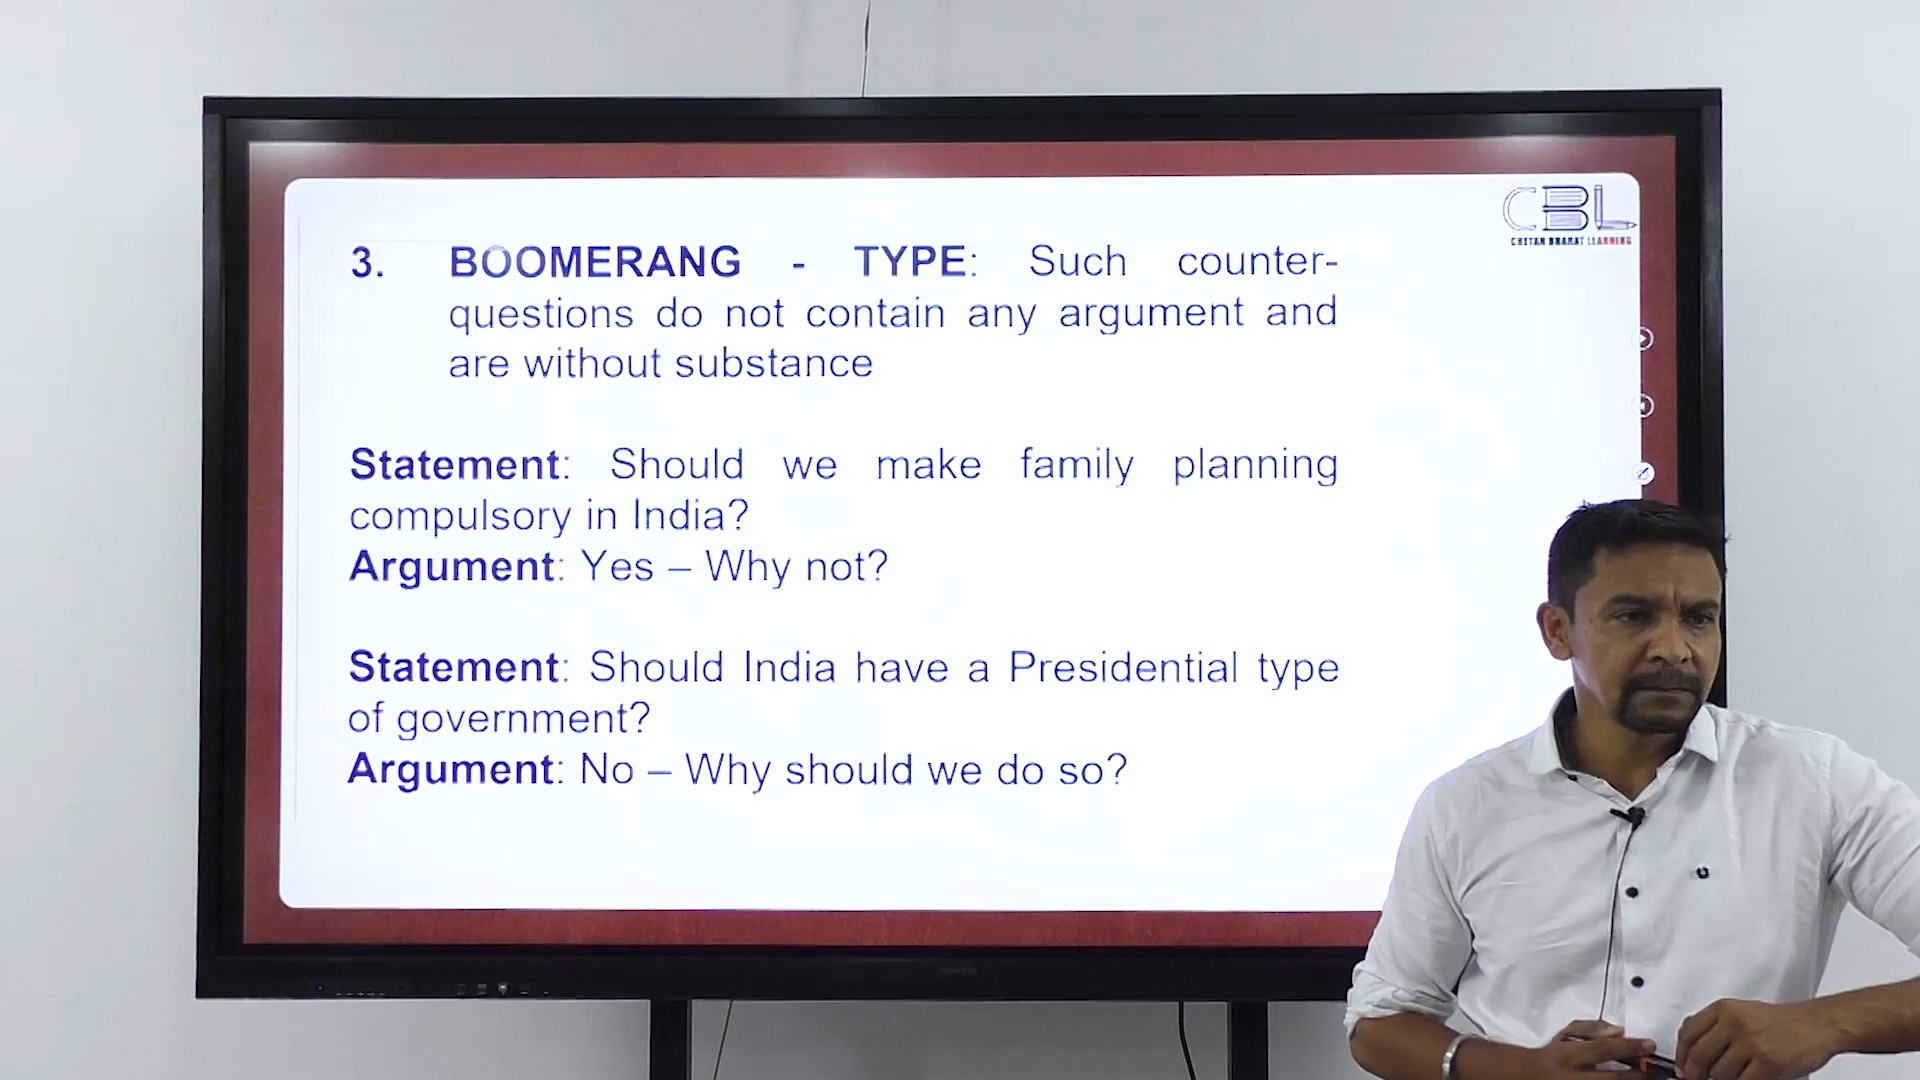 CBL
CHETAN BHARAT LEARNING
3. BOOMERANG - TYPE: Such counter-
questions do not contain any argument and
are without substance
Statement: Should we make family planning
compulsory in India?
Argument: Yes – Why not?
Statement: Should India have a Presidential type
of government?
Argument: No – Why should we do so?
newline